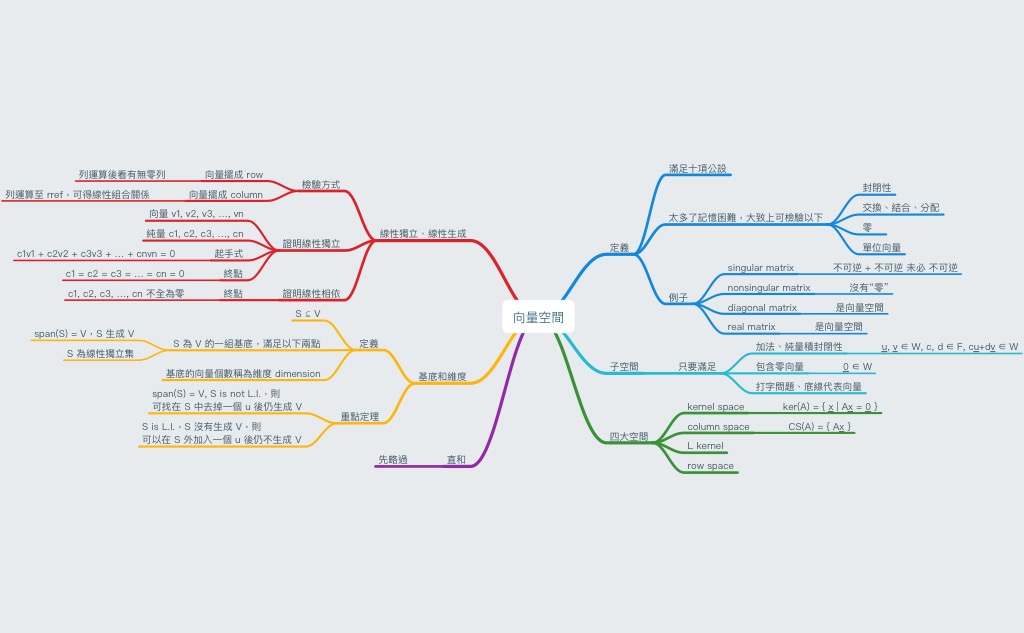 向量空間
定義
滿足十項公設
太多了記憶困難，大致上可檢驗以下
封閉性
交換、結合、分配
零
單位向量
例子
singular matrix
不可逆 + 不可逆 未必 不可逆
nonsingular matrix
沒有“零”
diagonal matrix
是向量空間
real matrix
是向量空間
子空間
只要滿足
加法、純量積封閉性
u, v ∈ W, c, d ∈ F, cu+dv ∈ W
包含零向量
0 ∈ W
打字問題、底線代表向量
四大空間
kernel space
ker(A) = { x | Ax = 0 }
column space
CS(A) = { Ax }
L kernel
row space
線性獨立、線性生成
檢驗方式
向量擺成 row
列運算後看有無零列
向量擺成 column
列運算至 rref，可得線性組合關係
證明線性獨立
向量 v1, v2, v3, ..., vn
純量 c1, c2, c3, ..., cn
起手式
c1v1 + c2v2 + c3v3 + ... + cnvn = 0
終點
c1 = c2 = c3 = ... = cn = 0
證明線性相依
終點
c1, c2, c3, ..., cn 不全為零
基底和維度
定義
S ⊆ V
S 為 V 的一組基底，滿足以下兩點
span(S) = V，S 生成 V
S 為線性獨立集
基底的向量個數稱為維度 dimension
重點定理
span(S) = V, S is not L.I.，則
可找在 S 中去掉一個 u 後仍生成 V
S is L.I.，S 沒有生成 V，則
可以在 S 外加入一個 u 後仍不生成 V
直和
先略過